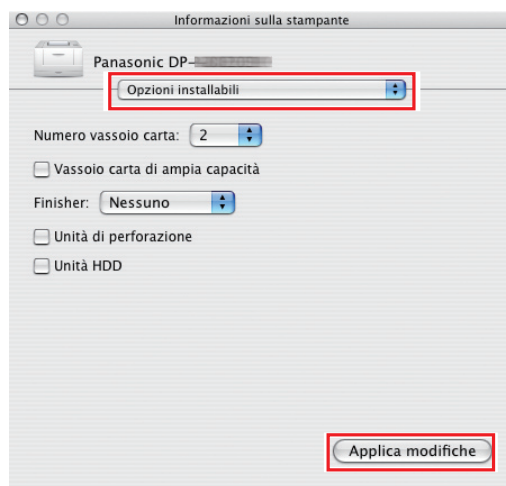 Informazioni sulla stampante
Panasonic DP-
Opzioni installabili
Numero vassoio carta: 2
Vassoio carta di ampia capacità
Finisher: Nessuno
Unità di perforazione
Unità HDD
Applica modifiche